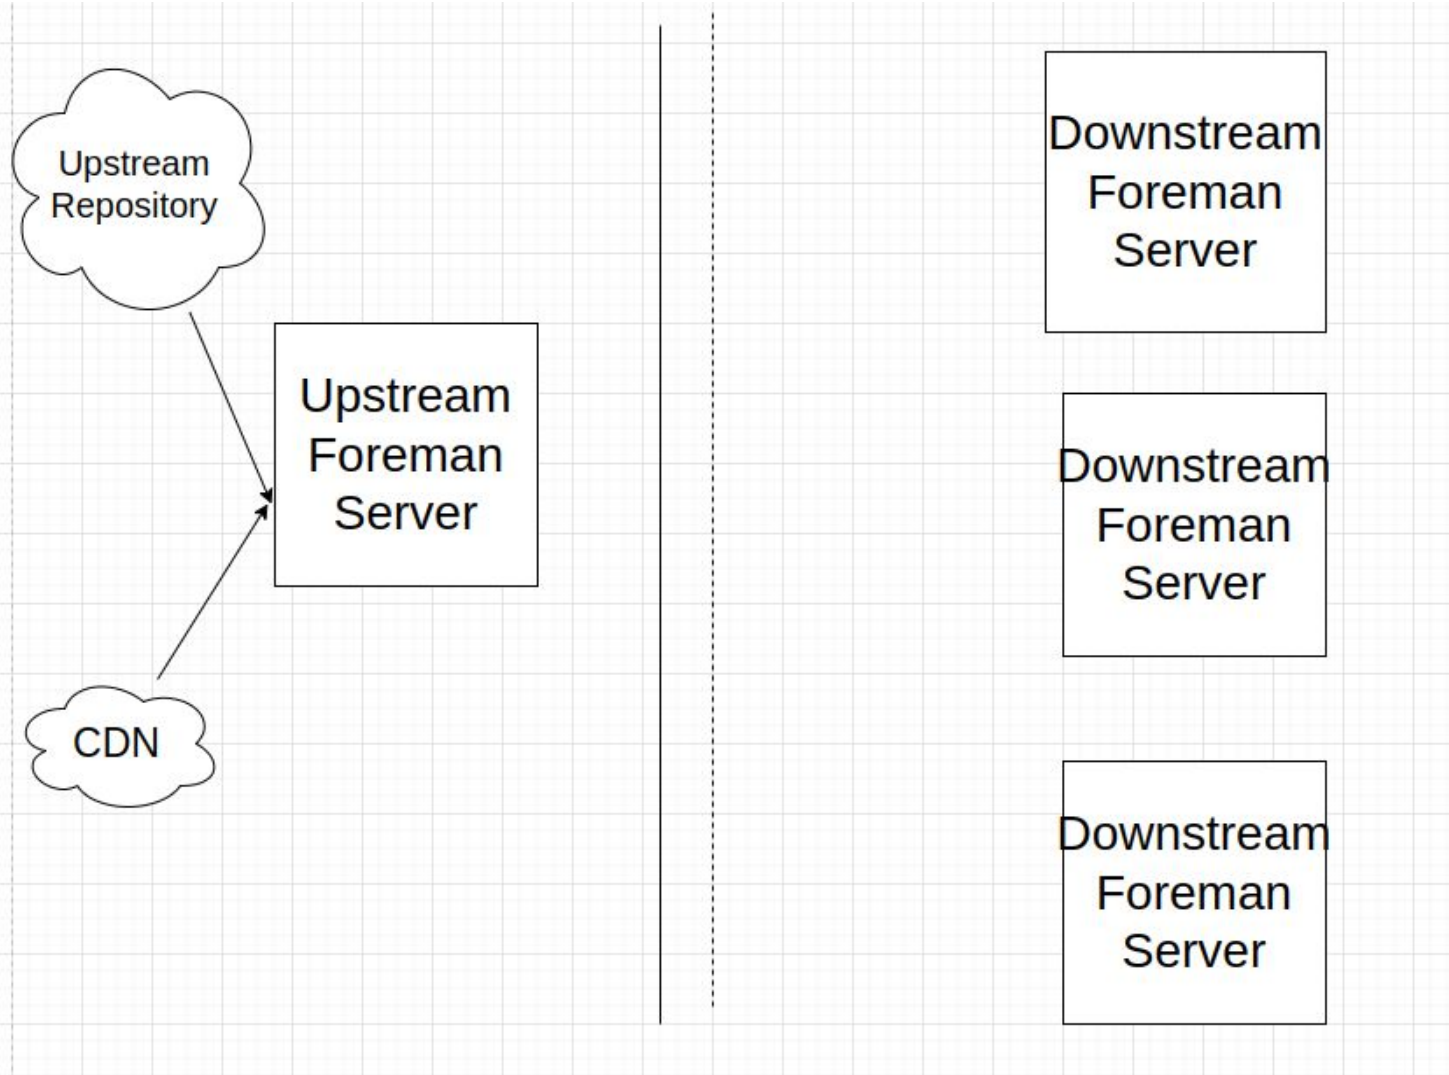 Upstream
Repository
Upstream
Foreman
Server
CDN
Downstream
Foreman
Server
Downstream
Foreman
Server
Downstream
Foreman
Server